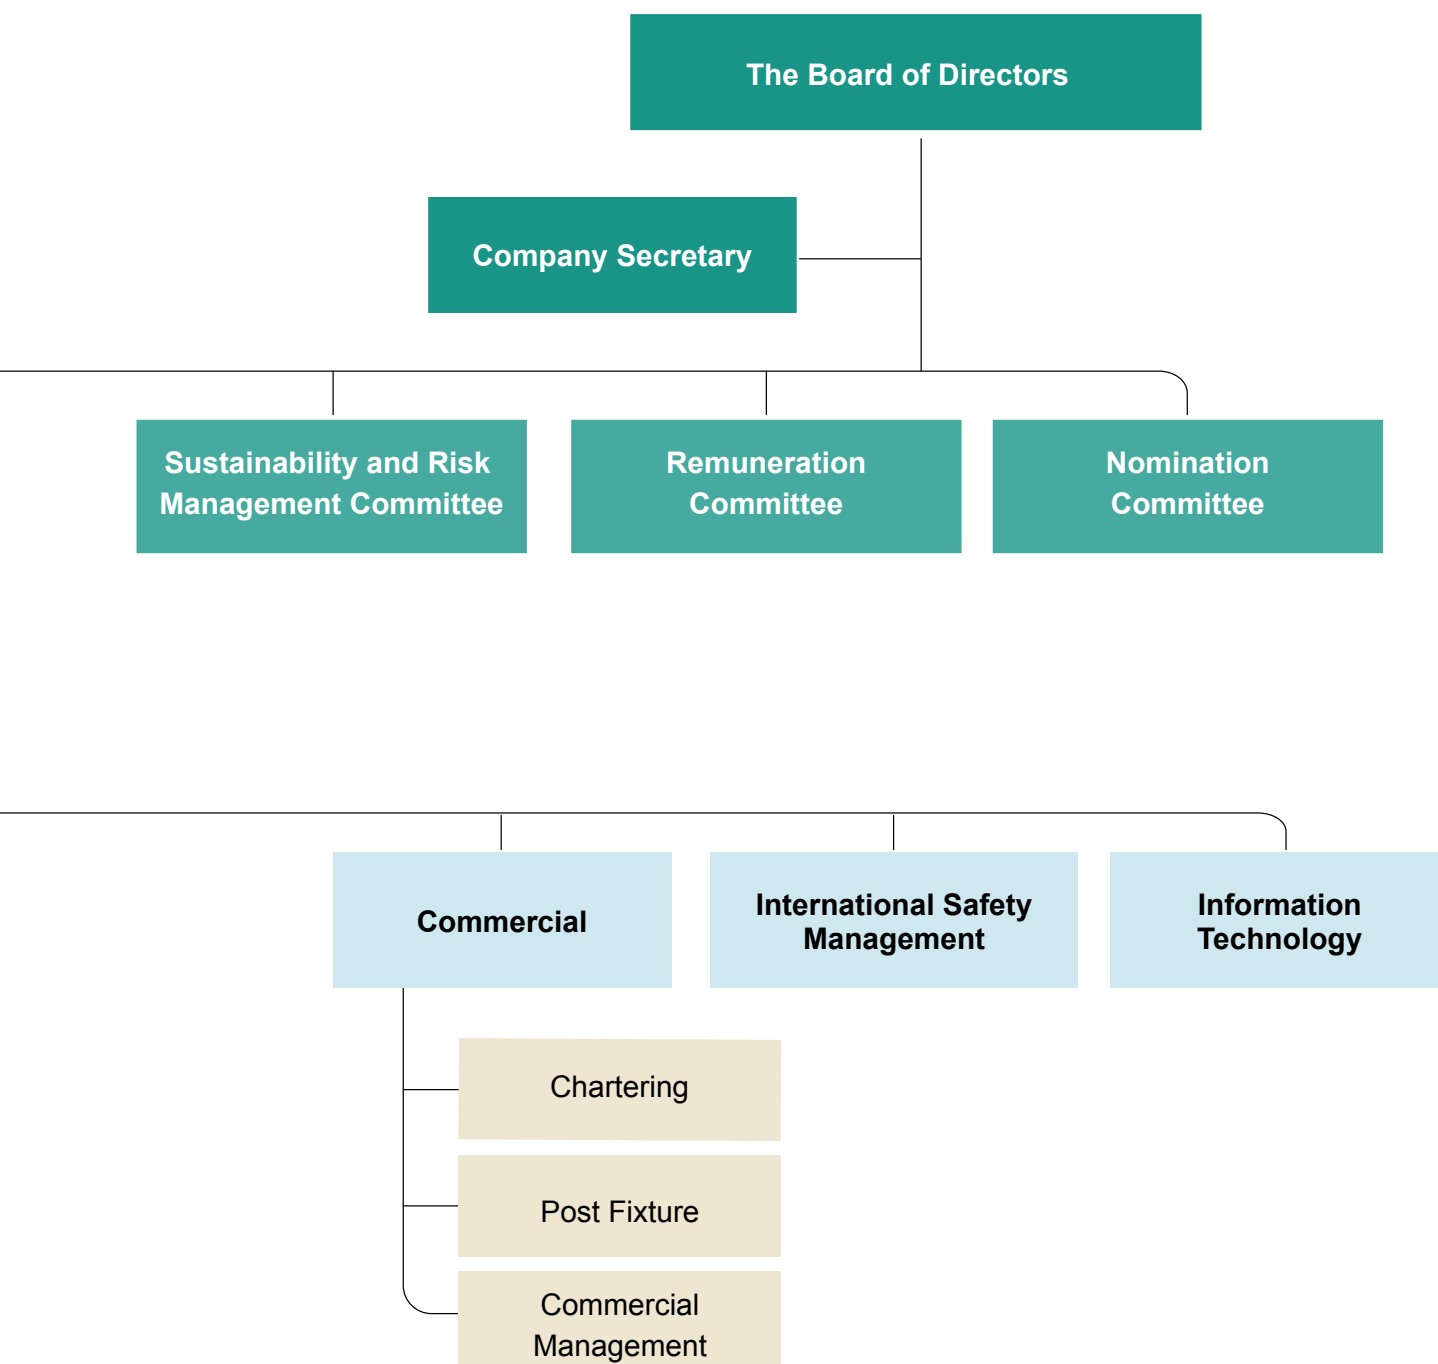 The Board of Directors
Company Secretary
Sustainability and Risk
Management Committee
Remuneration
Committee
Nomination
Committee
Commercial
International Safety
Management
Information
Technology
Chartering
Post Fixture
Commercial
Management